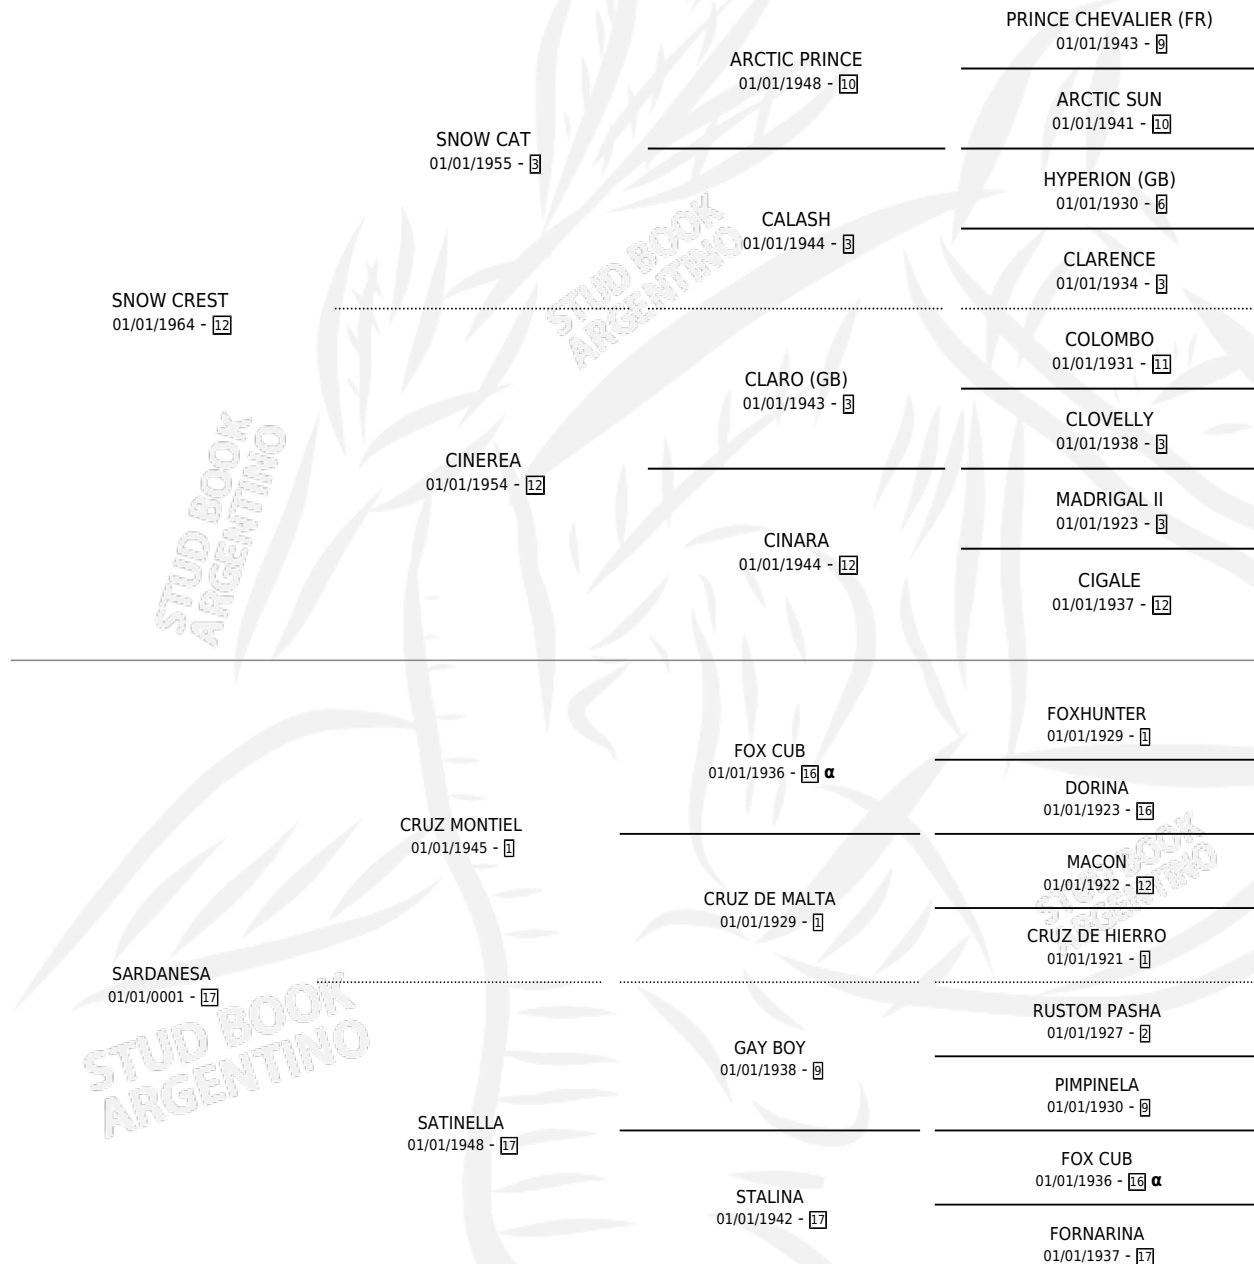 PRINCE CHEVALIER (FR)
01/01/1943 - 9
ARCTIC PRINCE
01/01/1948 - 10
ARCTIC SUN
01/01/1941 - 10
SNOW CAT
01/01/1955 - 3
HYPERION (GB)
01/01/1930 - 6
CALASH
01/01/1944 - 3
CLARENCE
01/01/1934 - 3
SNOW CREST
01/01/1964 - 12
COLOMBO
01/01/1931 - 11
CLARO (GB)
01/01/1943 - 3
CLOVELLY
01/01/1938 - 3
CINEREA
01/01/1954 - 12
MADRIGAL II
01/01/1923 - 3
CINARA
01/01/1944 - 12
CIGALE
01/01/1937 - 12
FOXHUNTER
01/01/1929 - 1
FOX CUB
01/01/1936 - 16 α
DORINA
01/01/1923 - 16
CRUZ MONTIEL
01/01/1945 - 1
MACON
01/01/1922 - 12
CRUZ DE MALTA
01/01/1929 - 1
CRUZ DE HIERRO
01/01/1921 - 1
SARDANESA
01/01/0001 - 17
RUSTOM PASHA
01/01/1927 - 2
GAY BOY
01/01/1938 - 9
PIMPINELA
01/01/1930 - 9
SATINELLA
01/01/1948 - 17
FOX CUB
01/01/1936 - 16 α
STALINA
01/01/1942 - 17
FORNARINA
01/01/1937 - 17
STUD BOOK
ARGENTINO
STUD BOOK
ARGENTINO
STUD BOOK
ARGENTINO
STUD BOOK
ARGENTINO